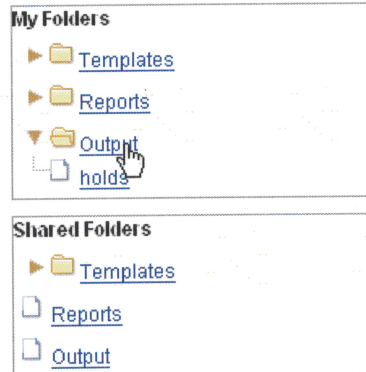 My Folders
Templates
Reports
Output
holds
Shared Folders
Templates
Reports
Output